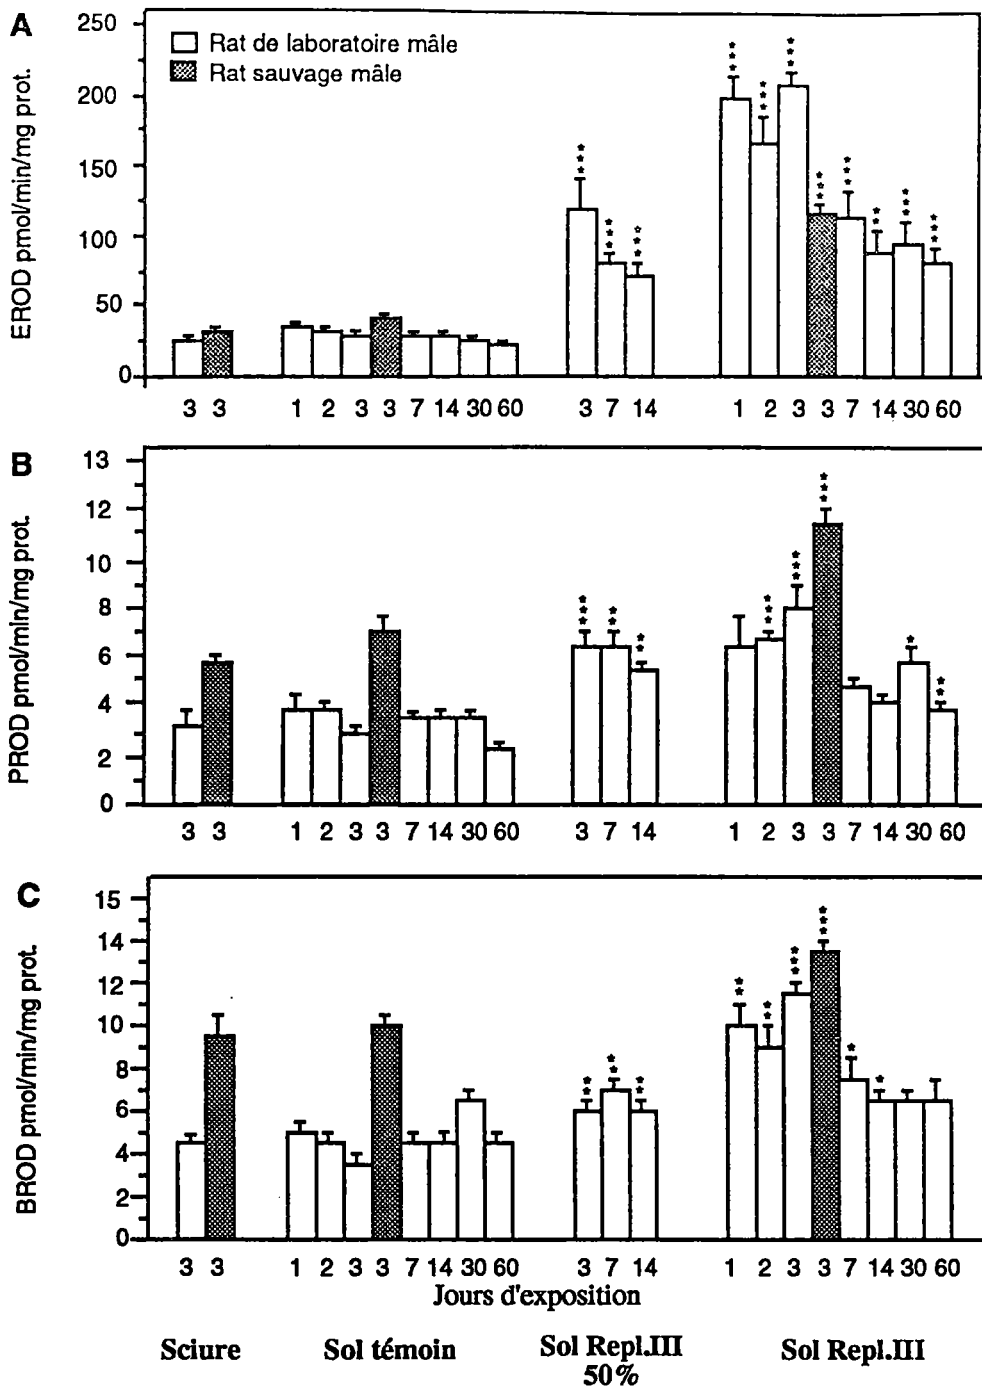 A
EROD pmol/min/mg prot.
250
200
150
100
50
0
Rat de laboratoire mâle
Rat sauvage mâle
*** *** *** *** *** *** *** ** *** ***
3 3 1 2 3 3 7 14 30 60 3 7 14 1 2 3 3 7 14 30 60
B
PROD pmol/min/mg prot.
13
12
10
8
6
4
2
0
*** ** ** *** *** *** * **
3 3 1 2 3 3 7 14 30 60 3 7 14 1 2 3 3 7 14 30 60
C
BROD pmol/min/mg prot.
15
14
12
10
8
6
4
2
0
** ** ** ** ** *** *** * *
3 3 1 2 3 3 7 14 30 60 3 7 14 1 2 3 3 7 14 30 60
Jours d'exposition
Sciure Sol témoin Sol Repl.III Sol Repl.III
50%